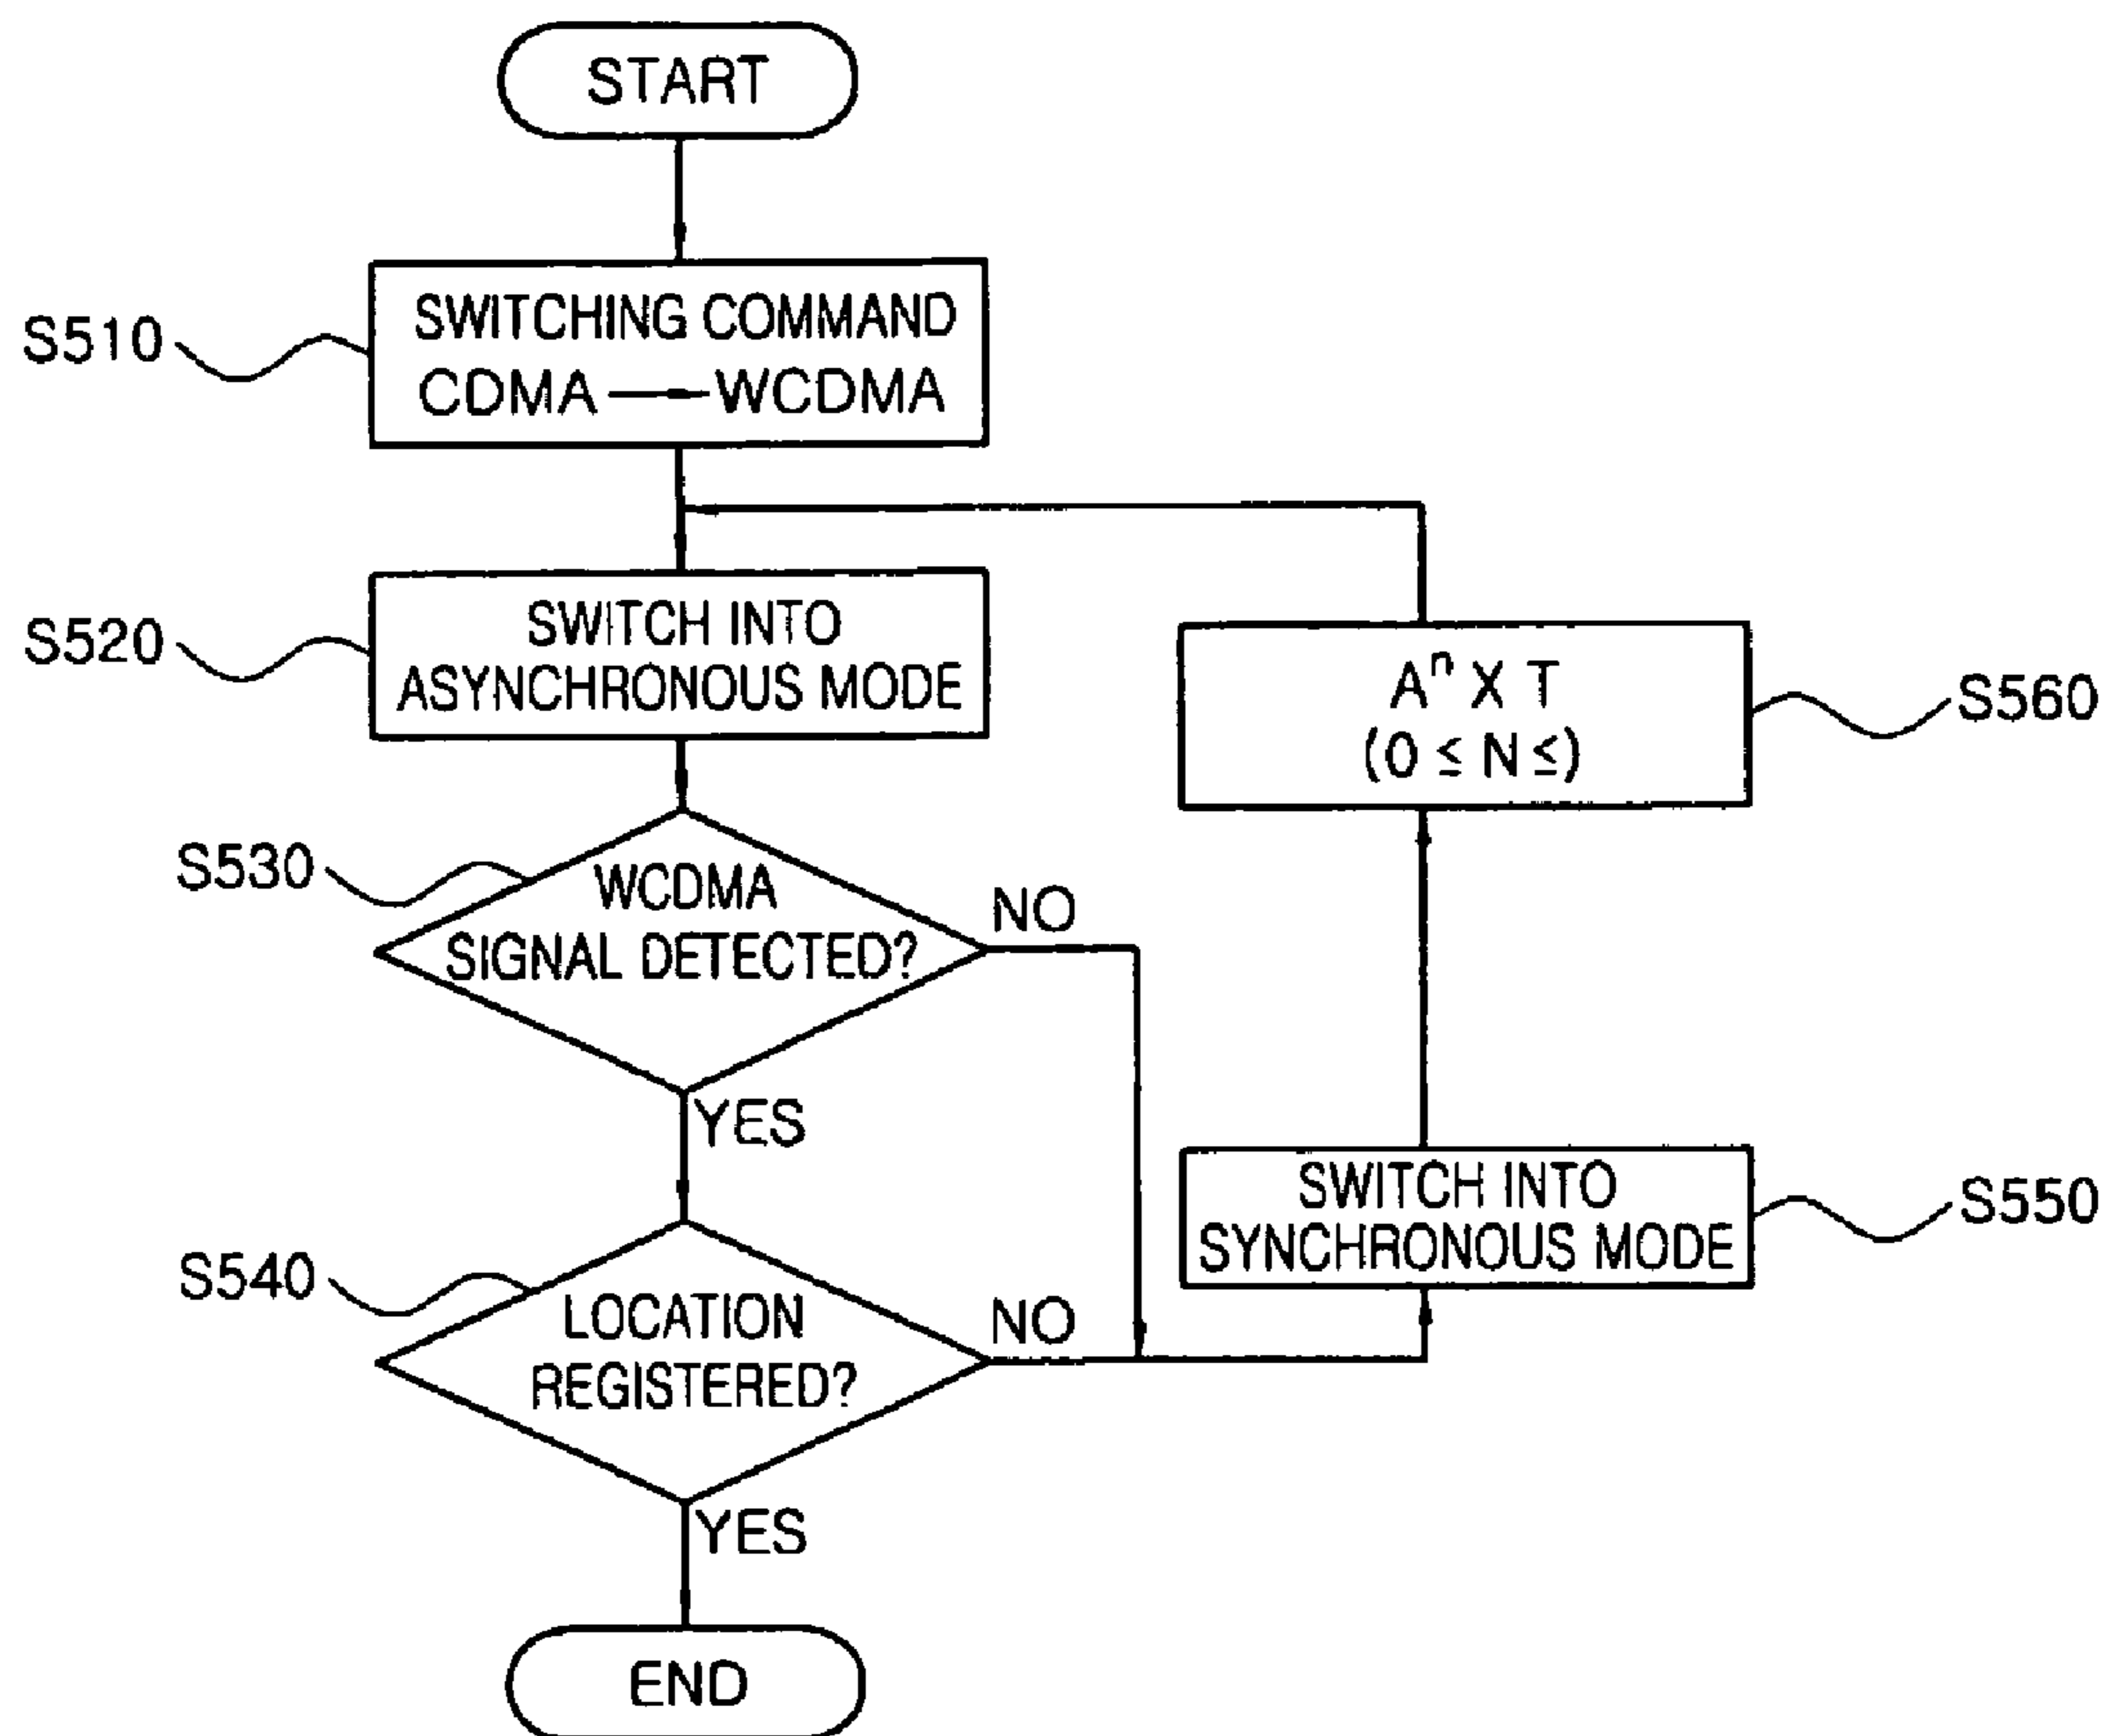 START
S510
SWITCHING COMMAND
CDMA → WCDMA
S520
SWITCH INTO
ASYNCHRONOUS MODE
Aⁿ X T
(0 ≤ N ≤)
S560
S530
WCDMA
SIGNAL DETECTED?
NO
YES
SWITCH INTO
SYNCHRONOUS MODE
S550
S540
LOCATION
REGISTERED?
NO
YES
END